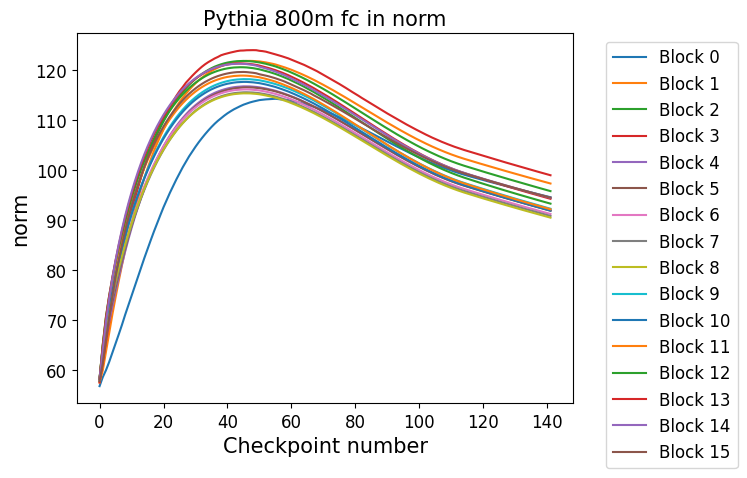 Pythia 800m fc in norm
norm
120
110
100
90
80
70
60
0
20
40
60
80
100
120
140
Checkpoint number
Block 0
Block 1
Block 2
Block 3
Block 4
Block 5
Block 6
Block 7
Block 8
Block 9
Block 10
Block 11
Block 12
Block 13
Block 14
Block 15